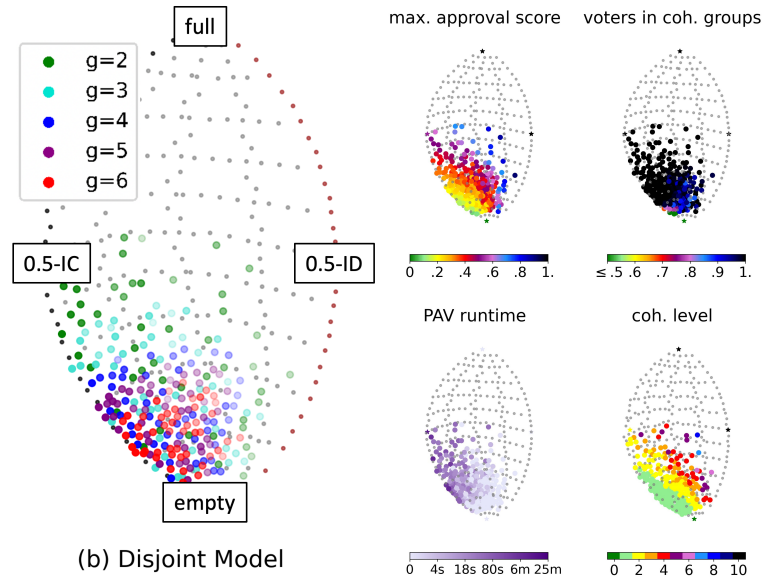 full
g=2
g=3
g=4
g=5
g=6
0.5-IC
0.5-ID
empty
(b) Disjoint Model
max. approval score
0 .2 .4 .6 .8 1.
voters in coh. groups
≤.5 .6 .7 .8 .9 1.
PAV runtime
0 4s 18s 80s 6m 25m
coh. level
0 2 4 6 8 10